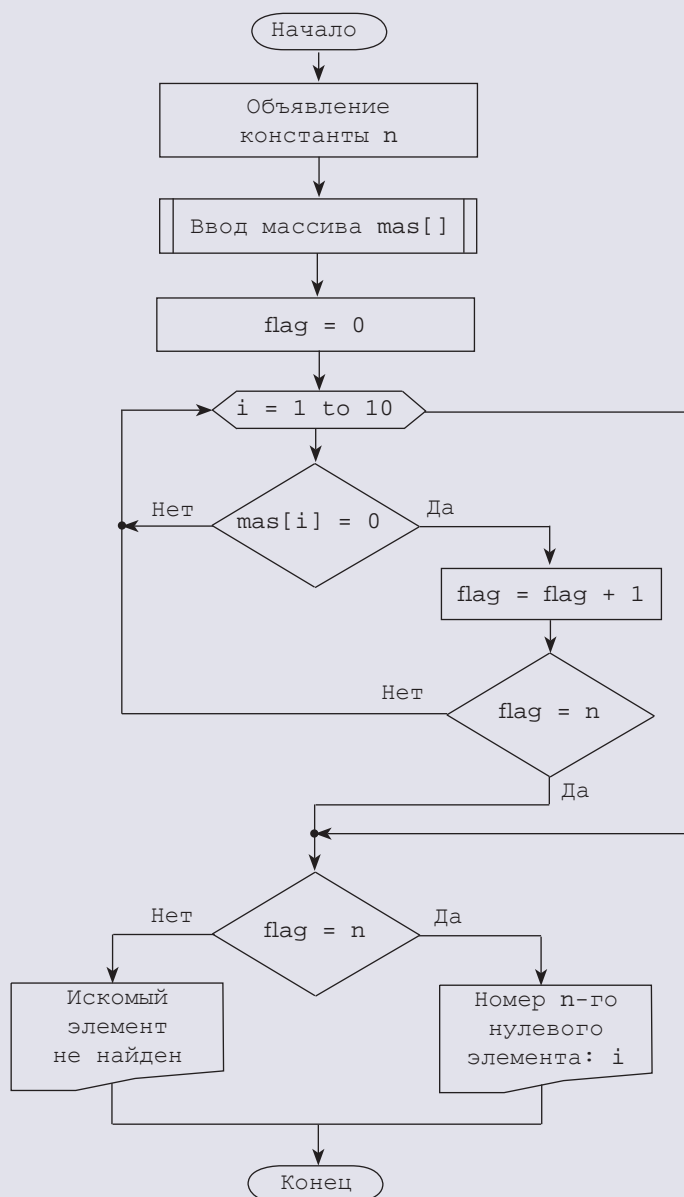 Начало
Объявление
константы n
Ввод массива mas[]
flag = 0
i = 1 to 10
mas[i] = 0
Нет
Да
flag = flag + 1
flag = n
Нет
Да
flag = n
Нет
Да
Искомый
элемент
не найден
Номер n-го
нулевого
элемента: i
Конец